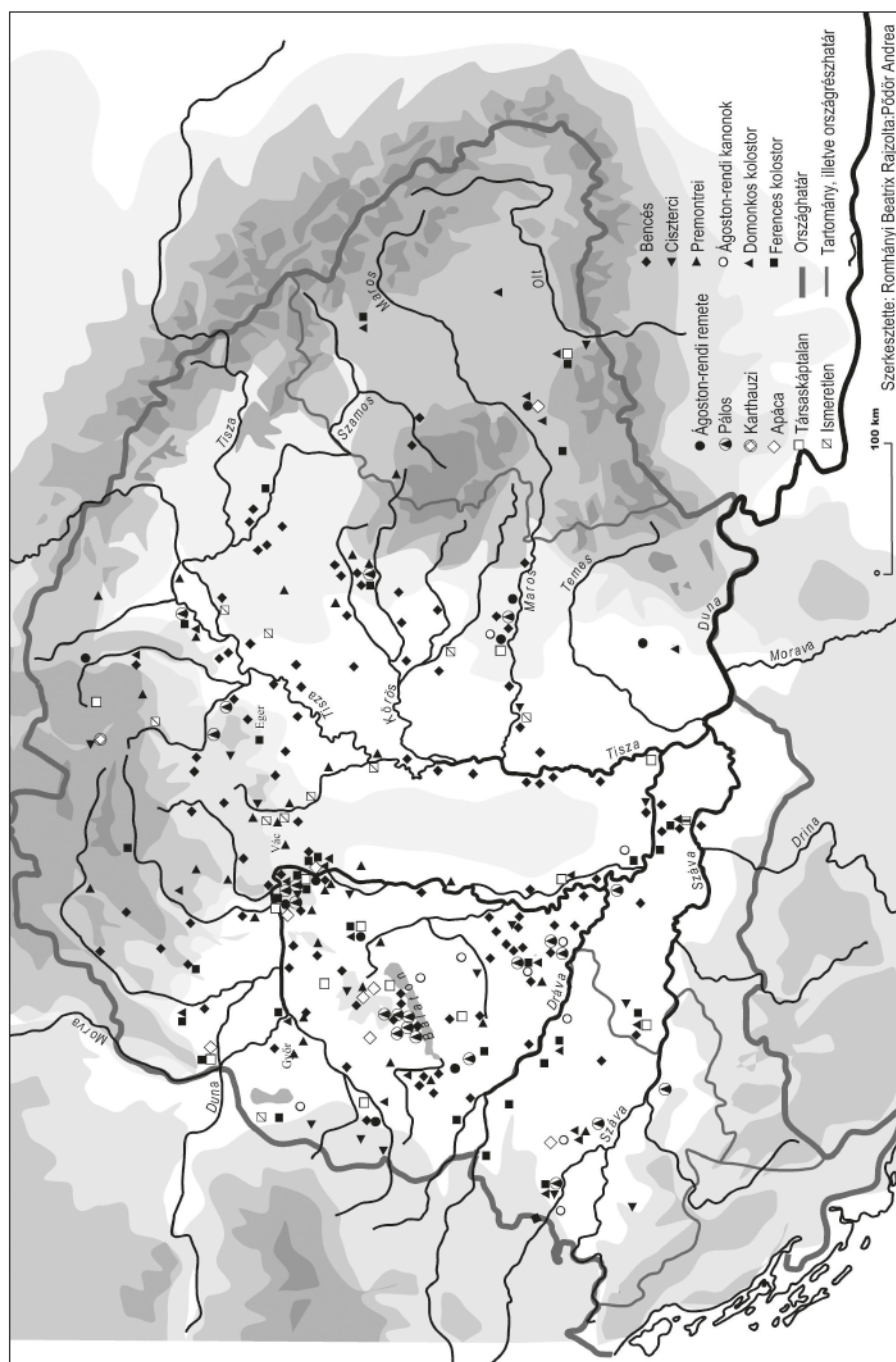 Morva
Duna
Győr
Vác
Eger
Tisza
Tisza
Szamos
Maros
Olt
Körös
Maros
Temes
Balaton
Dráva
Száva
Száva
Tisza
Duna
Morava
Drina
Ágoston-rendi remete
Pálos
Karthauzi
Apáca
Társaskáptalan
Ismeretlen
Bencés
Ciszterci
Premontrei
Ágoston-rendi kanonok
Domonkos kolostor
Ferences kolostor
Országhatár
Tartomány, illetve országrészhatár
0 100 km
Szerkesztette: Romhányi Beatrix Rajzolta:Pődör Andrea